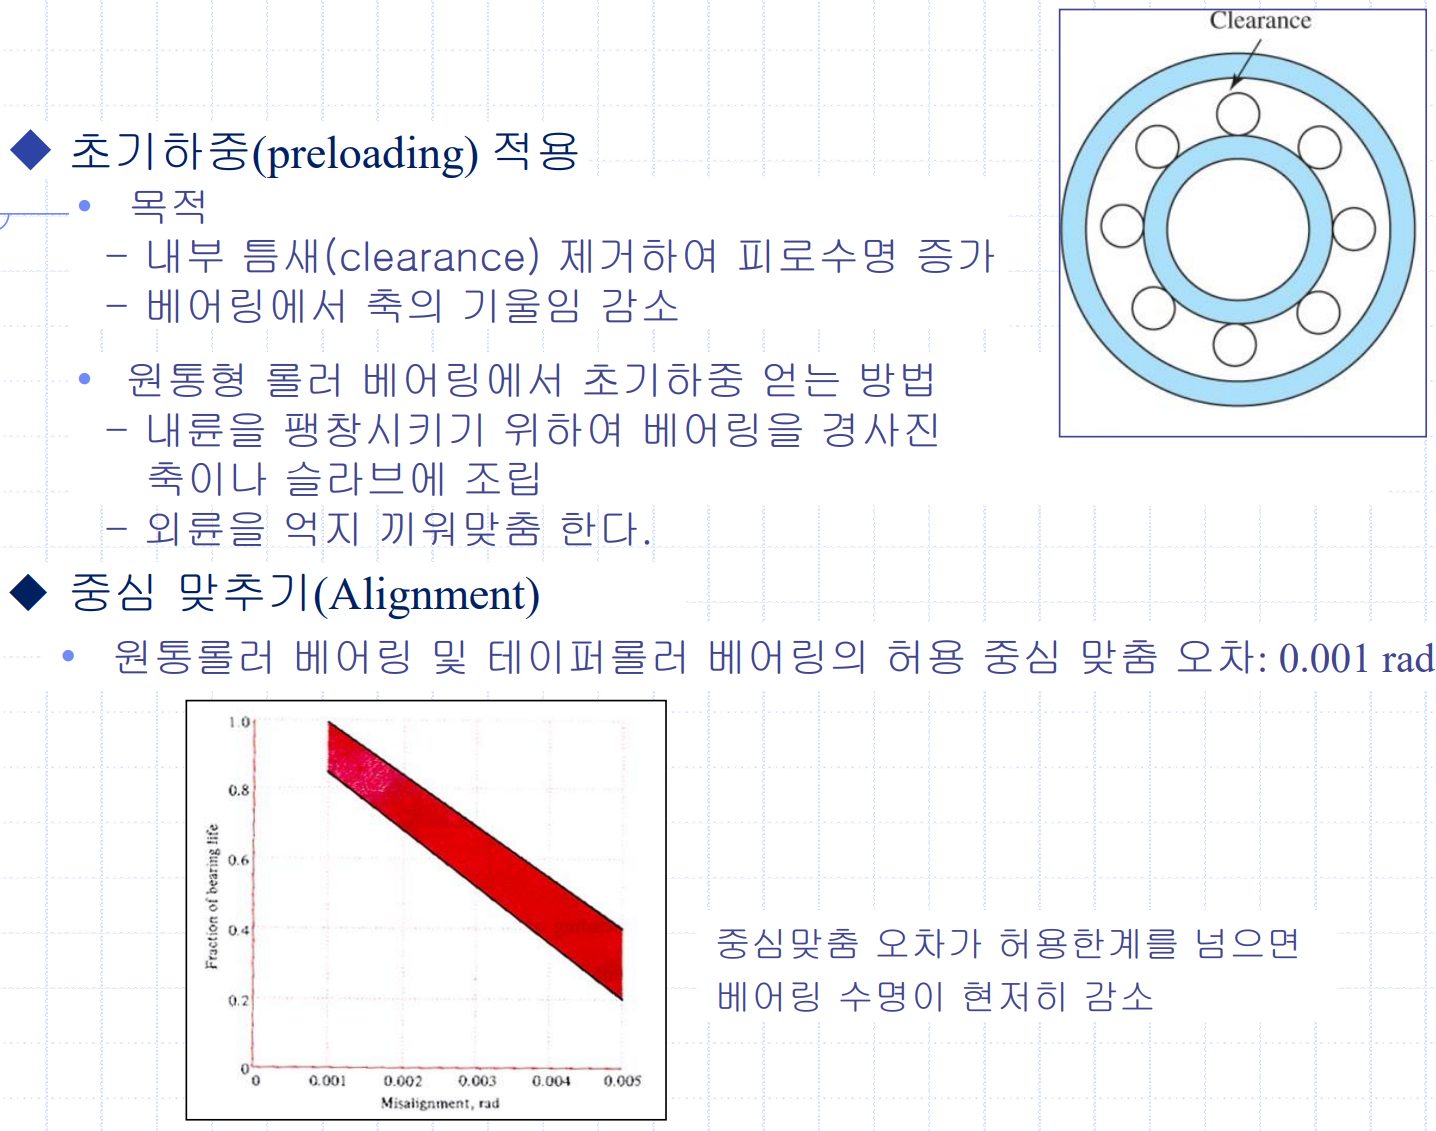 Clearance
◆ 초기하중(preloading) 적용
• 목적
- 내부 틈새(clearance) 제거하여 피로수명 증가
- 베어링에서 축의 기울임 감소
• 원통형 롤러 베어링에서 초기하중 얻는 방법
- 내륜을 팽창시키기 위하여 베어링을 경사진
축이나 슬라브에 조립
- 외륜을 억지 끼워맞춤 한다.
◆ 중심 맞추기(Alignment)
• 원통롤러 베어링 및 테이퍼롤러 베어링의 허용 중심 맞춤 오차: 0.001 rad
1.0
0.8
0.6
0.4
0.2
0
Fraction of bearing life
0 0.001 0.002 0.003 0.004 0.005
Misalignment, rad
중심맞춤 오차가 허용한계를 넘으면
베어링 수명이 현저히 감소